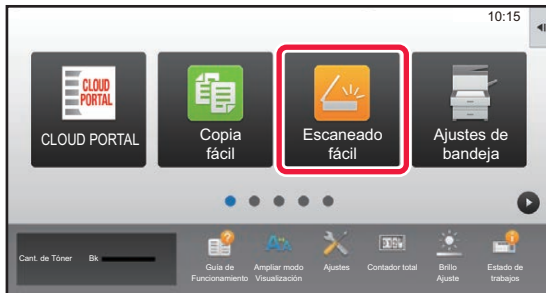 10:15
CLOUD
PORTAL
CLOUD PORTAL
Copia
fácil
Escaneado
fácil
Ajustes de
bandeja
Cant. de Tóner Bk
Guía de
Funcionamiento
Ampliar modo
Visualización
Ajustes
Contador total
Brillo
Ajuste
Estado de
trabajos